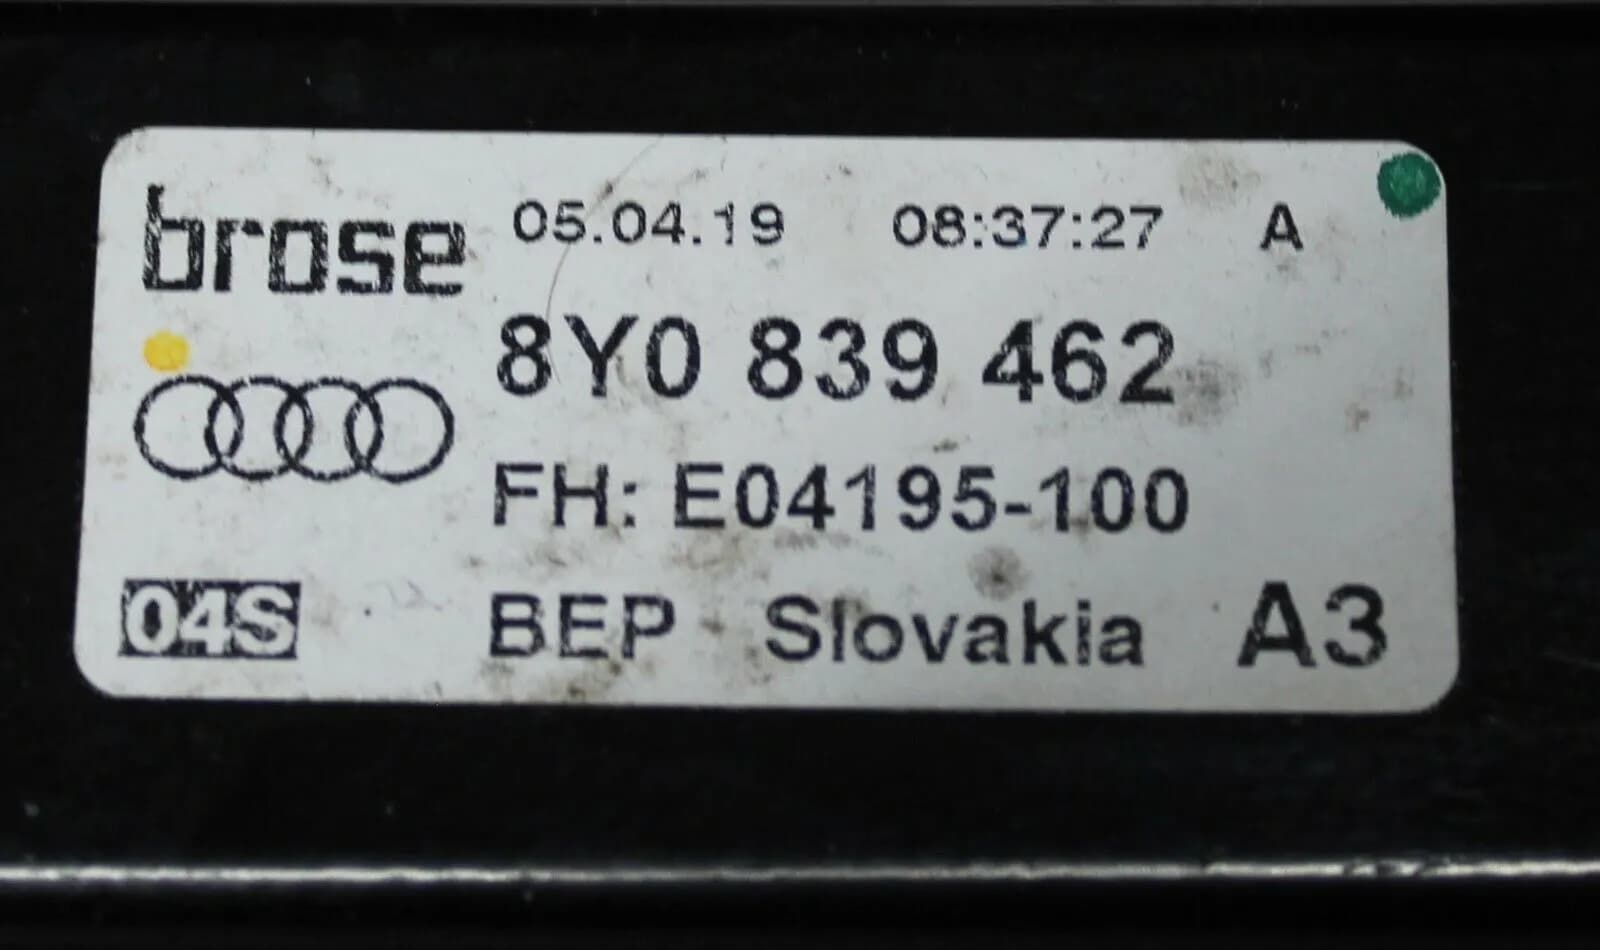 brose 05.04.19 08:37:27 A
8Y0 839 462
FH: E04195-100
04S BEP Slovakia A3